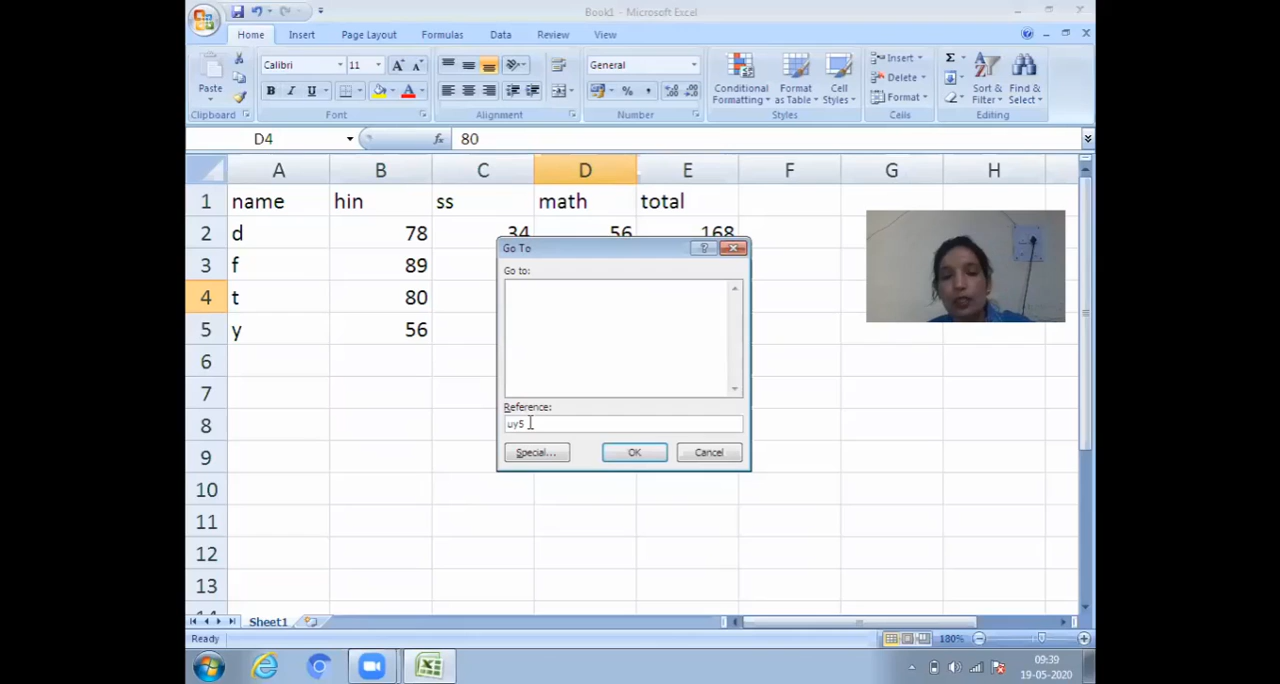 Book1 - Microsoft Excel
Home Insert Page Layout Formulas Data Review View
Calibri 11 General Insert
Paste Conditional Formatting Format as Table Cell Styles Delete Sort & Filter Find & Select
B I U Format
Clipboard Font Alignment Number Styles Cells Editing
D4 fx 80
A B C D E F G H
1 name hin ss math total
2 d 78 34 56 168
3 f 89
4 t 80
5 y 56
6
7
8
9
10
11
12
13
14
Go To
Go to:
Reference:
uy5
Special... OK Cancel
Sheet1
Ready 180%
09:39
19-05-2020